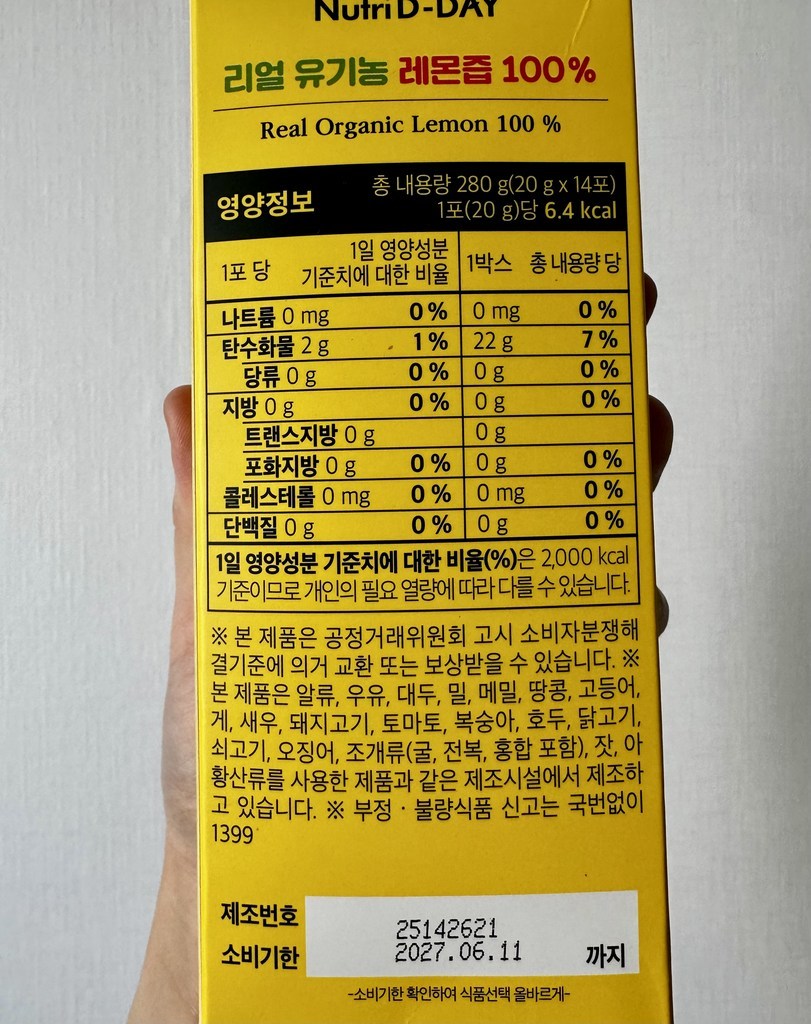 Nutri D-DAY
리얼 유기농 레몬즙 100%
Real Organic Lemon 100 %
영양정보
총 내용량 280 g(20 g x 14포)
1포(20 g)당 6.4 kcal
1포 당
1일 영양성분
기준치에 대한 비율
1박스 총 내용량 당
나트륨 0 mg 0 % 0 mg 0 %
탄수화물 2 g 1 % 22 g 7 %
당류 0 g 0 % 0 g 0 %
지방 0 g 0 % 0 g 0 %
트랜스지방 0 g 0 g
포화지방 0 g 0 % 0 g 0 %
콜레스테롤 0 mg 0 % 0 mg 0 %
단백질 0 g 0 % 0 g 0 %
1일 영양성분 기준치에 대한 비율(%)은 2,000 kcal
기준이므로 개인의 필요 열량에 따라 다를 수 있습니다.
※ 본 제품은 공정거래위원회 고시 소비자분쟁해
결기준에 의거 교환 또는 보상받을 수 있습니다. ※
본 제품은 알류, 우유, 대두, 밀, 메밀, 땅콩, 고등어,
게, 새우, 돼지고기, 토마토, 복숭아, 호두, 닭고기,
쇠고기, 오징어, 조개류(굴, 전복, 홍합 포함), 잣, 아
황산류를 사용한 제품과 같은 제조시설에서 제조하
고 있습니다. ※ 부정 · 불량식품 신고는 국번없이
1399
제조번호 25142621
소비기한 2027.06.11 까지
-소비기한 확인하여 식품선택 올바르게-